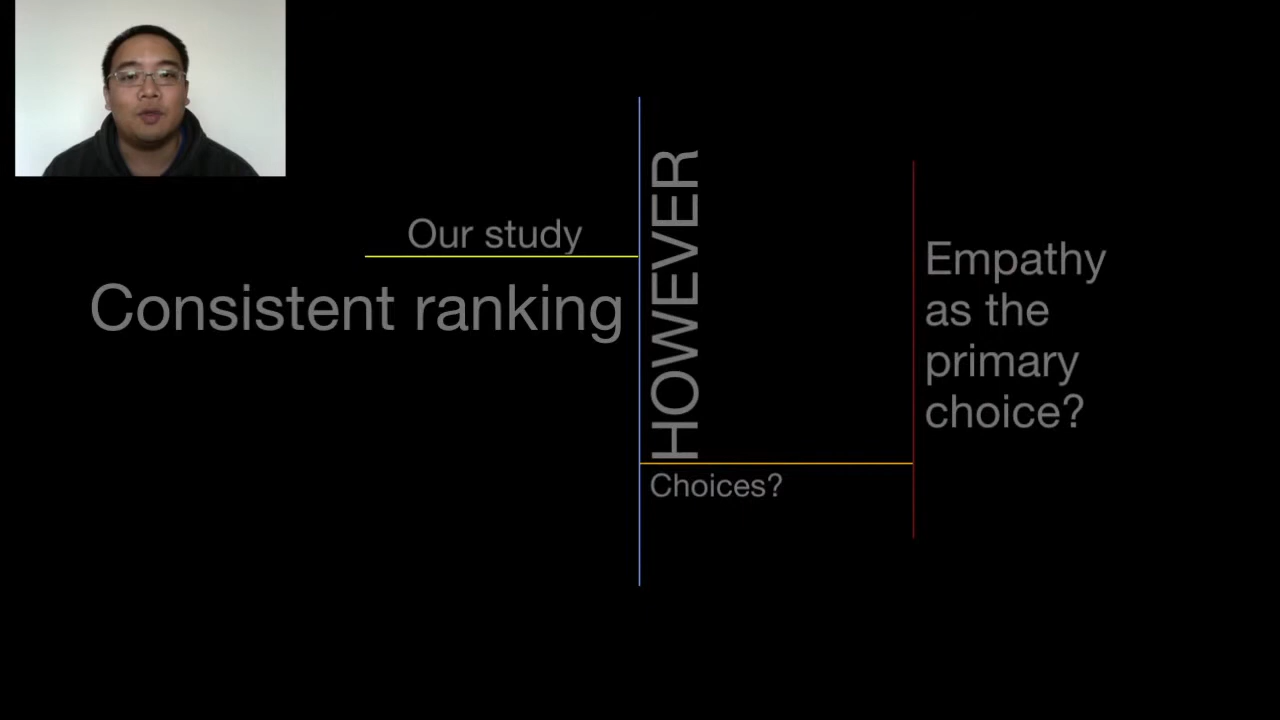 Our study
Consistent ranking
HOWEVER
Choices?
Empathy
as the
primary
choice?